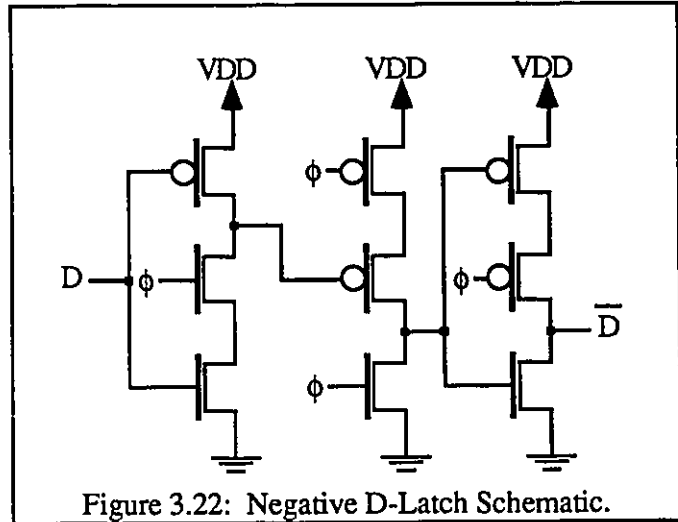 VDD VDD VDD
ϕ
D ϕ ϕ D̅
ϕ
Figure 3.22: Negative D-Latch Schematic.